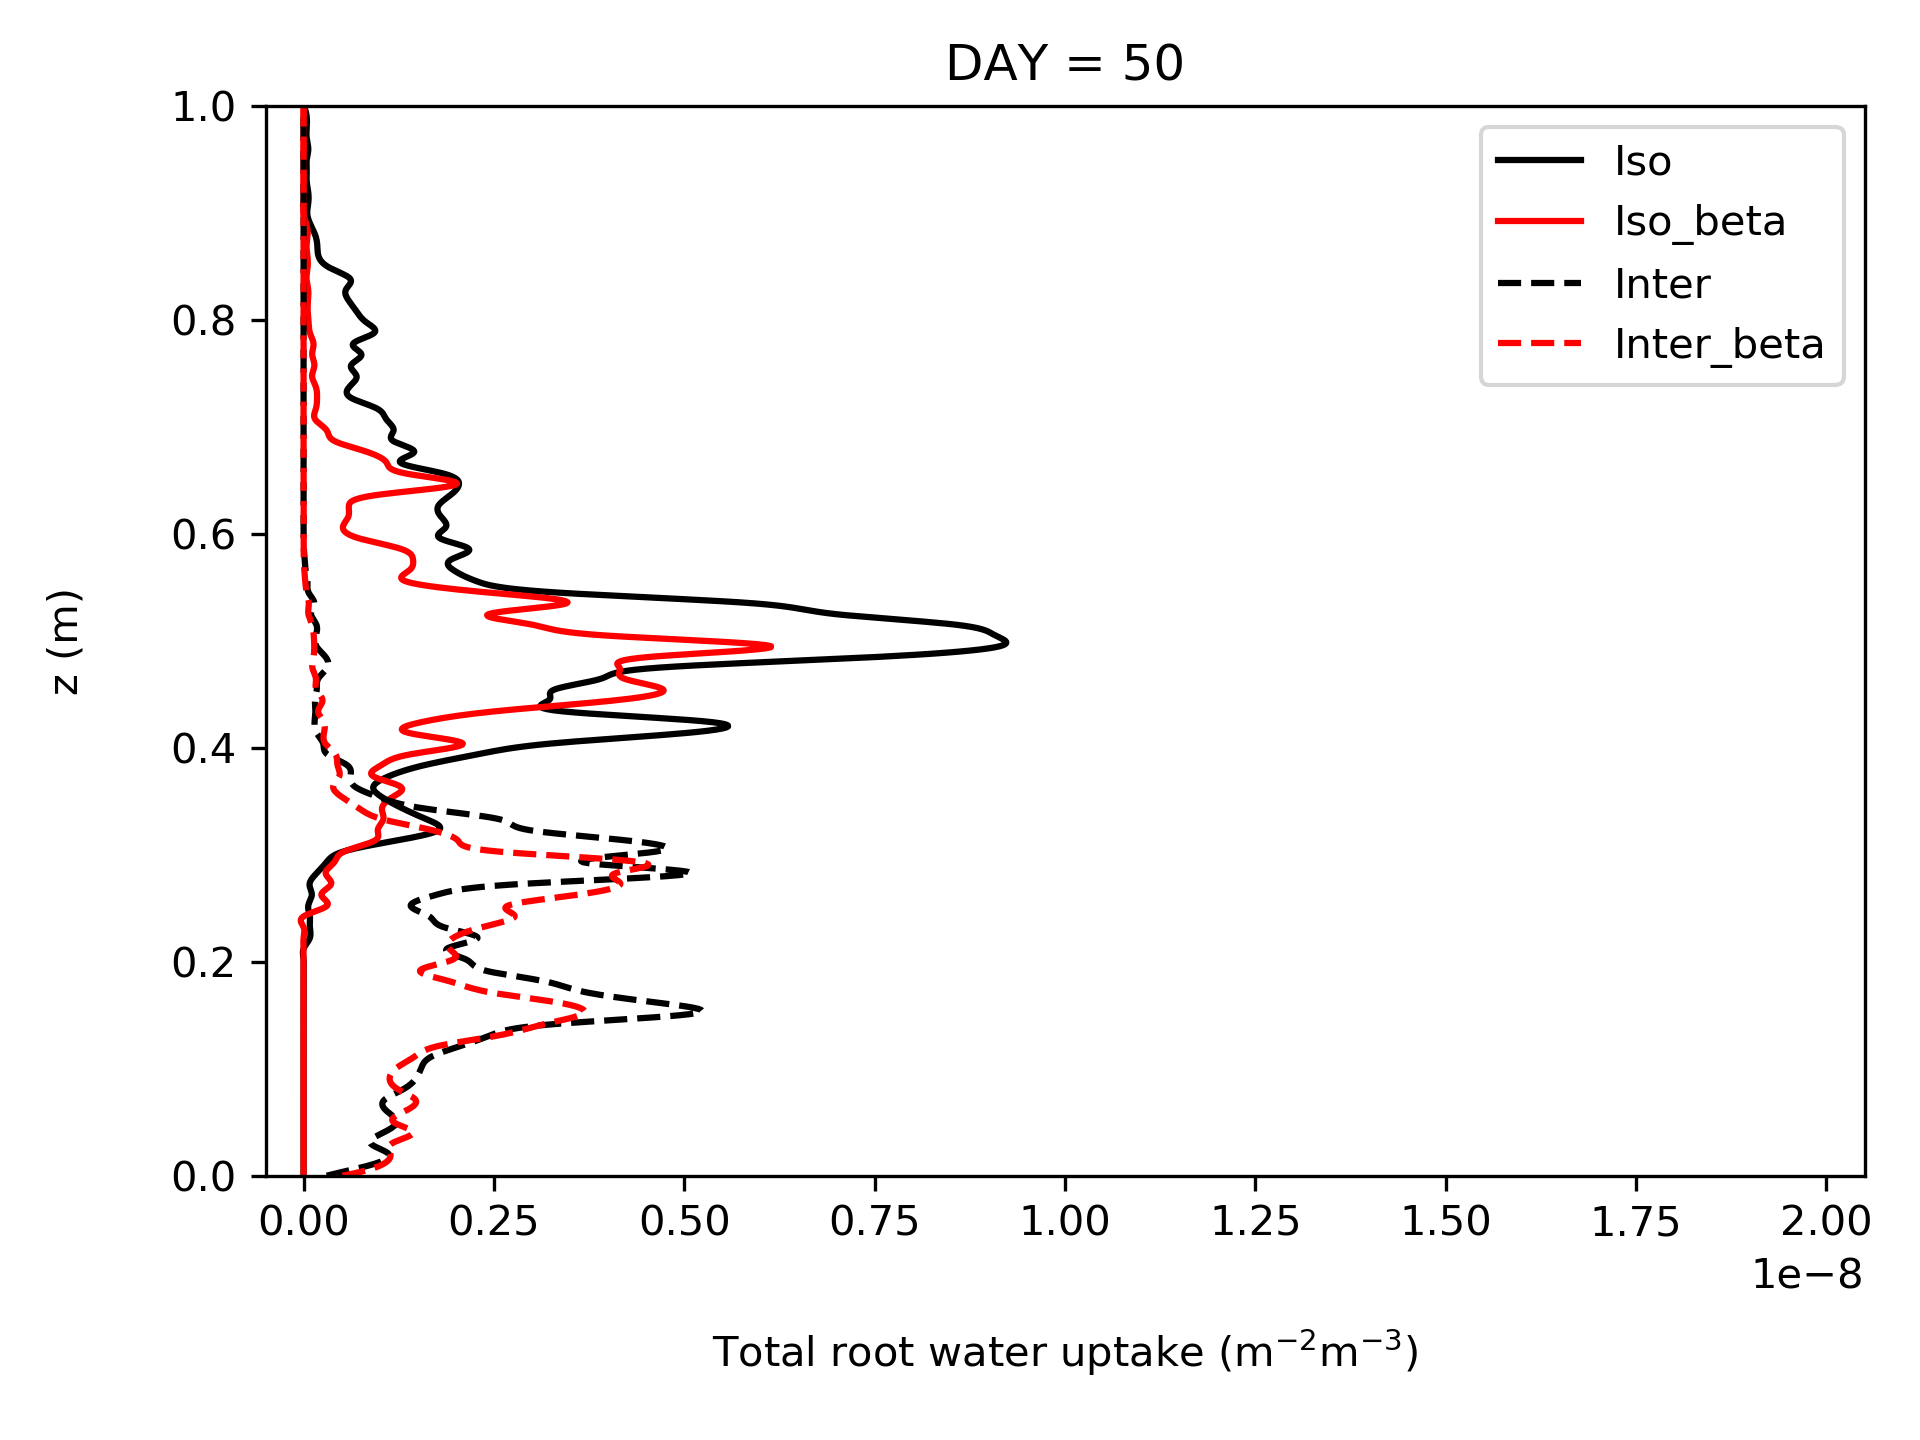 DAY = 50
1.0
0.8
0.6
0.4
0.2
0.0
z (m)
Iso
Iso_beta
Inter
Inter_beta
0.00 0.25 0.50 0.75 1.00 1.25 1.50 1.75 2.00
1e−8
Total root water uptake (m⁻²m⁻³)